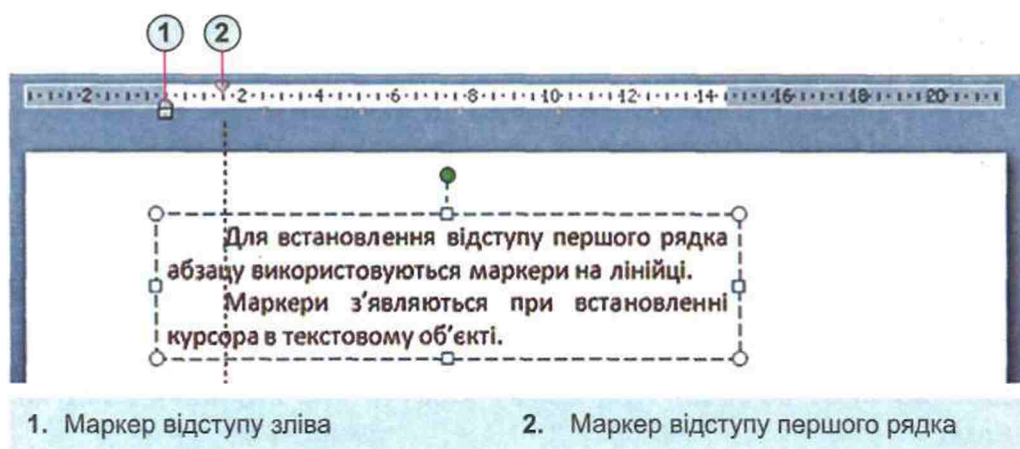 1 2
2 2 4 6 8 10 12 14 16 18 20
Для встановлення відступу першого рядка
абзацу використовуються маркери на лінійці.
Маркери з’являються при встановленні
курсора в текстовому об’єкті.
1. Маркер відступу зліва 2. Маркер відступу першого рядка